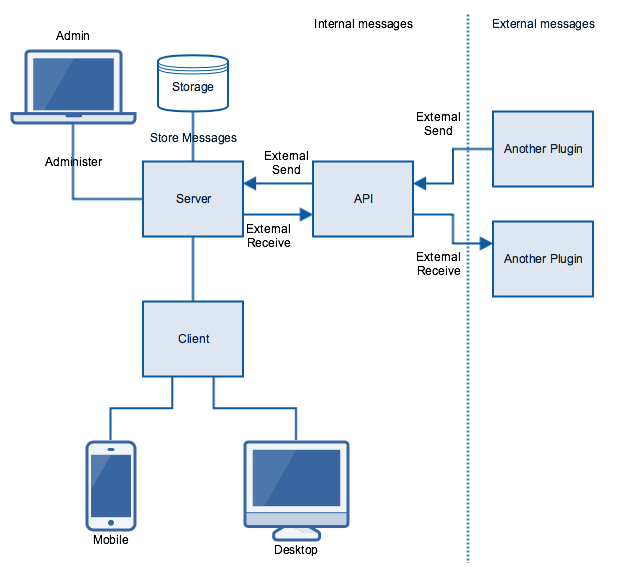 Internal messages
External messages
Admin
Storage
Store Messages
External
Send
External
Send
Another Plugin
Administer
Server
API
External
Receive
External
Receive
Another Plugin
Client
Mobile
Desktop